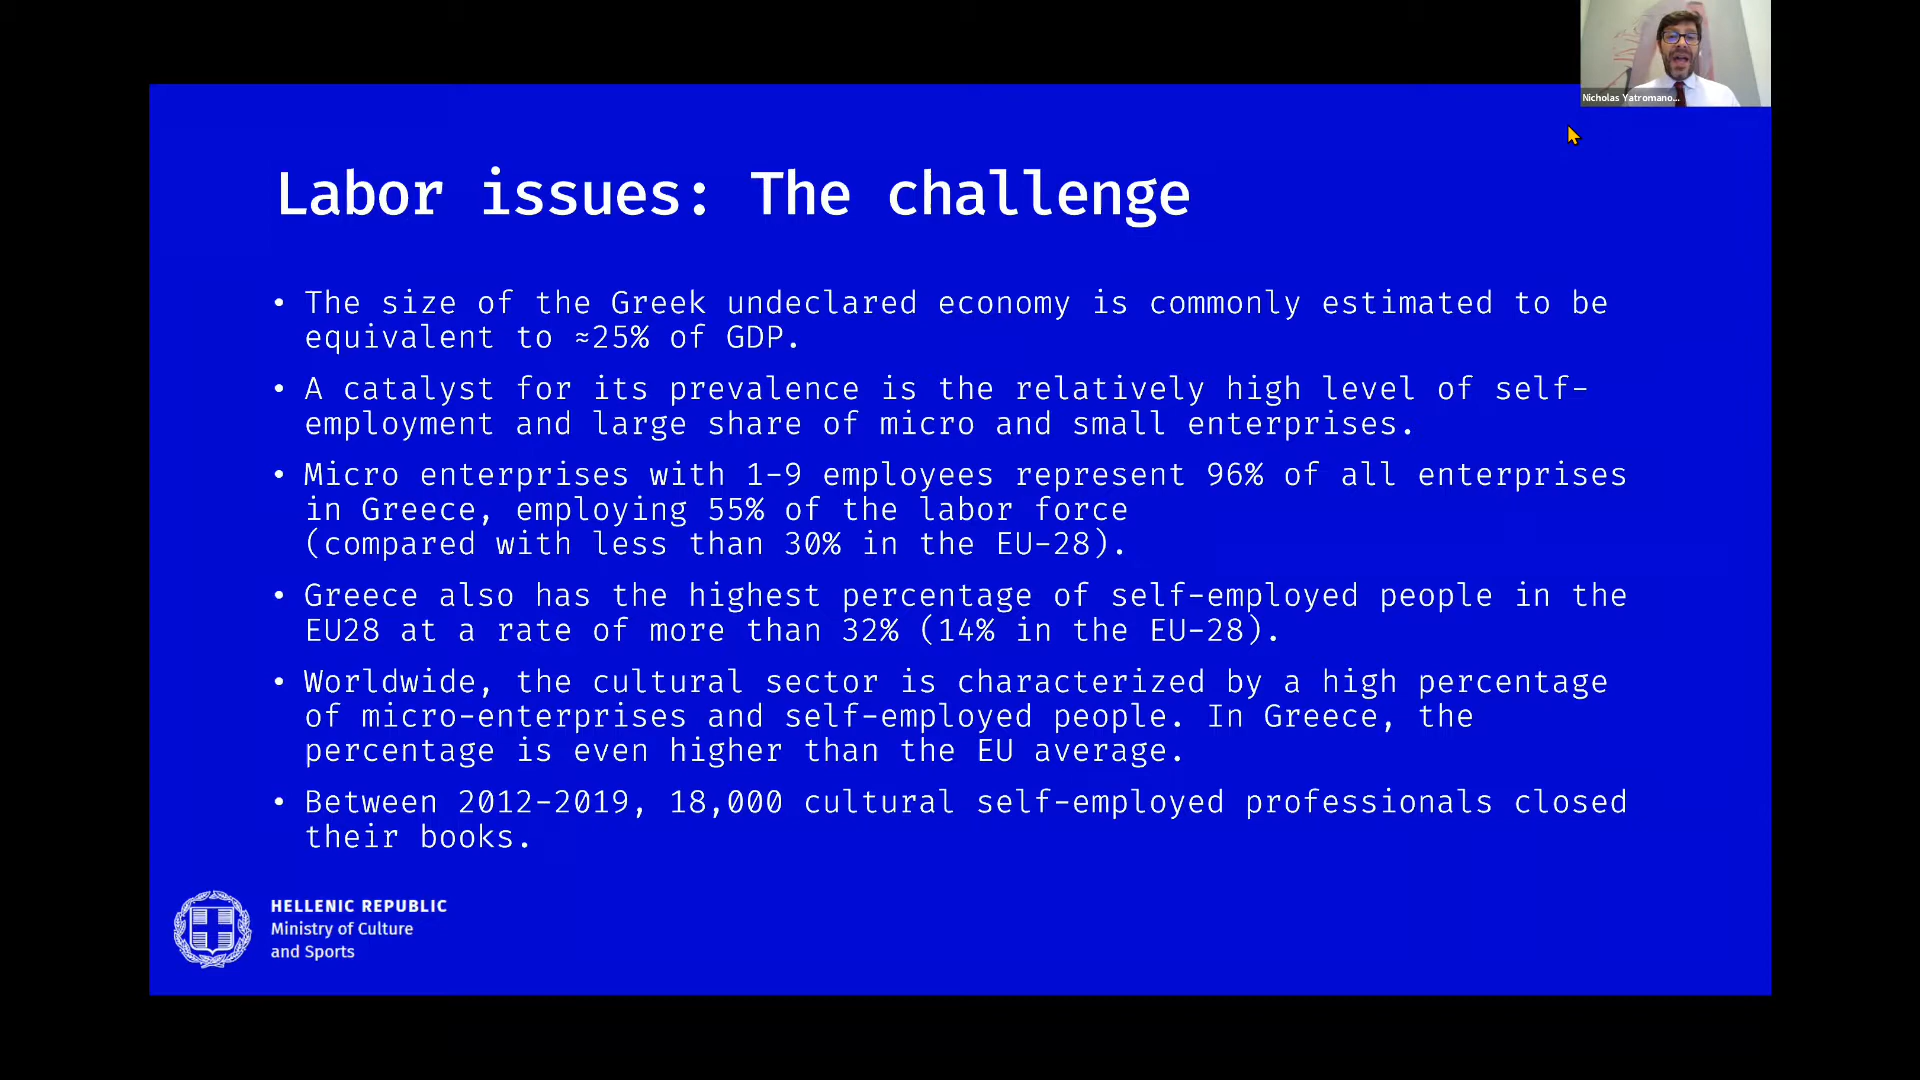 Nicholas Yatromano...
Labor issues: The challenge
• The size of the Greek undeclared economy is commonly estimated to be
equivalent to ≈25% of GDP.
• A catalyst for its prevalence is the relatively high level of self-
employment and large share of micro and small enterprises.
• Micro enterprises with 1-9 employees represent 96% of all enterprises
in Greece, employing 55% of the labor force
(compared with less than 30% in the EU-28).
• Greece also has the highest percentage of self-employed people in the
EU28 at a rate of more than 32% (14% in the EU-28).
• Worldwide, the cultural sector is characterized by a high percentage
of micro-enterprises and self-employed people. In Greece, the
percentage is even higher than the EU average.
• Between 2012-2019, 18,000 cultural self-employed professionals closed
their books.
HELLENIC REPUBLIC
Ministry of Culture
and Sports